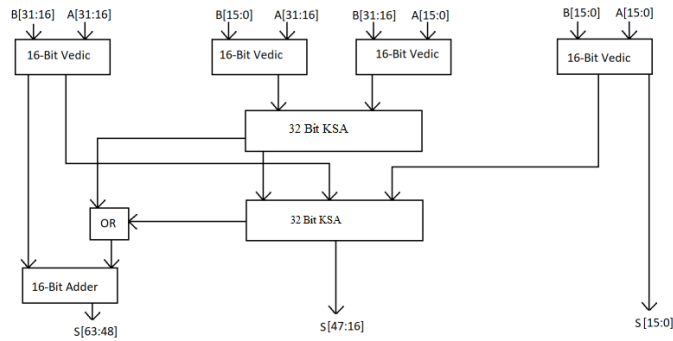 B[31:16] A[31:16] B[15:0] A[31:16] B[31:16] A[15:0] B[15:0] A[15:0]
16-Bit Vedic 16-Bit Vedic 16-Bit Vedic 16-Bit Vedic
32 Bit KSA
32 Bit KSA
OR
16-Bit Adder
S[63:48] S[47:16] S[15:0]